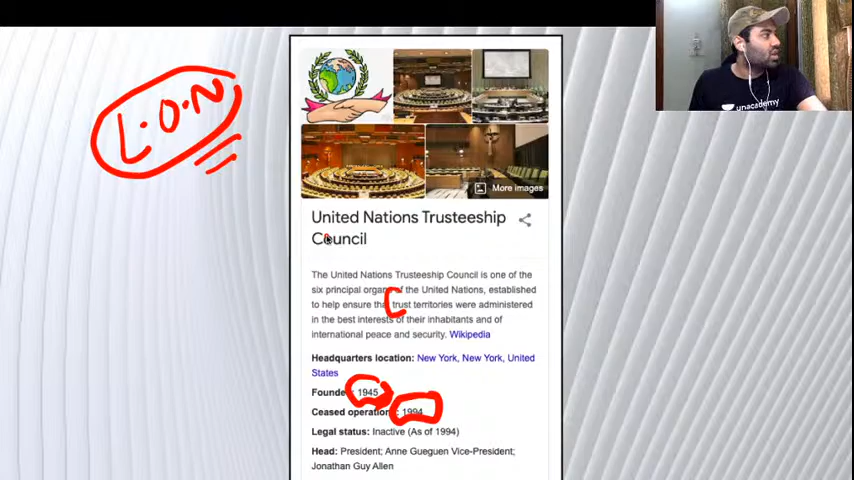 L.O.N
unacademy
More images
United Nations Trusteeship
Council
The United Nations Trusteeship Council is one of the
six principal organs of the United Nations, established
to help ensure that trust territories were administered
in the best interests of their inhabitants and of
international peace and security. Wikipedia
Headquarters location: New York, New York, United
States
Founded: 1945
Ceased operation: 1994
Legal status: Inactive (As of 1994)
Head: President; Anne Gueguen Vice-President;
Jonathan Guy Allen